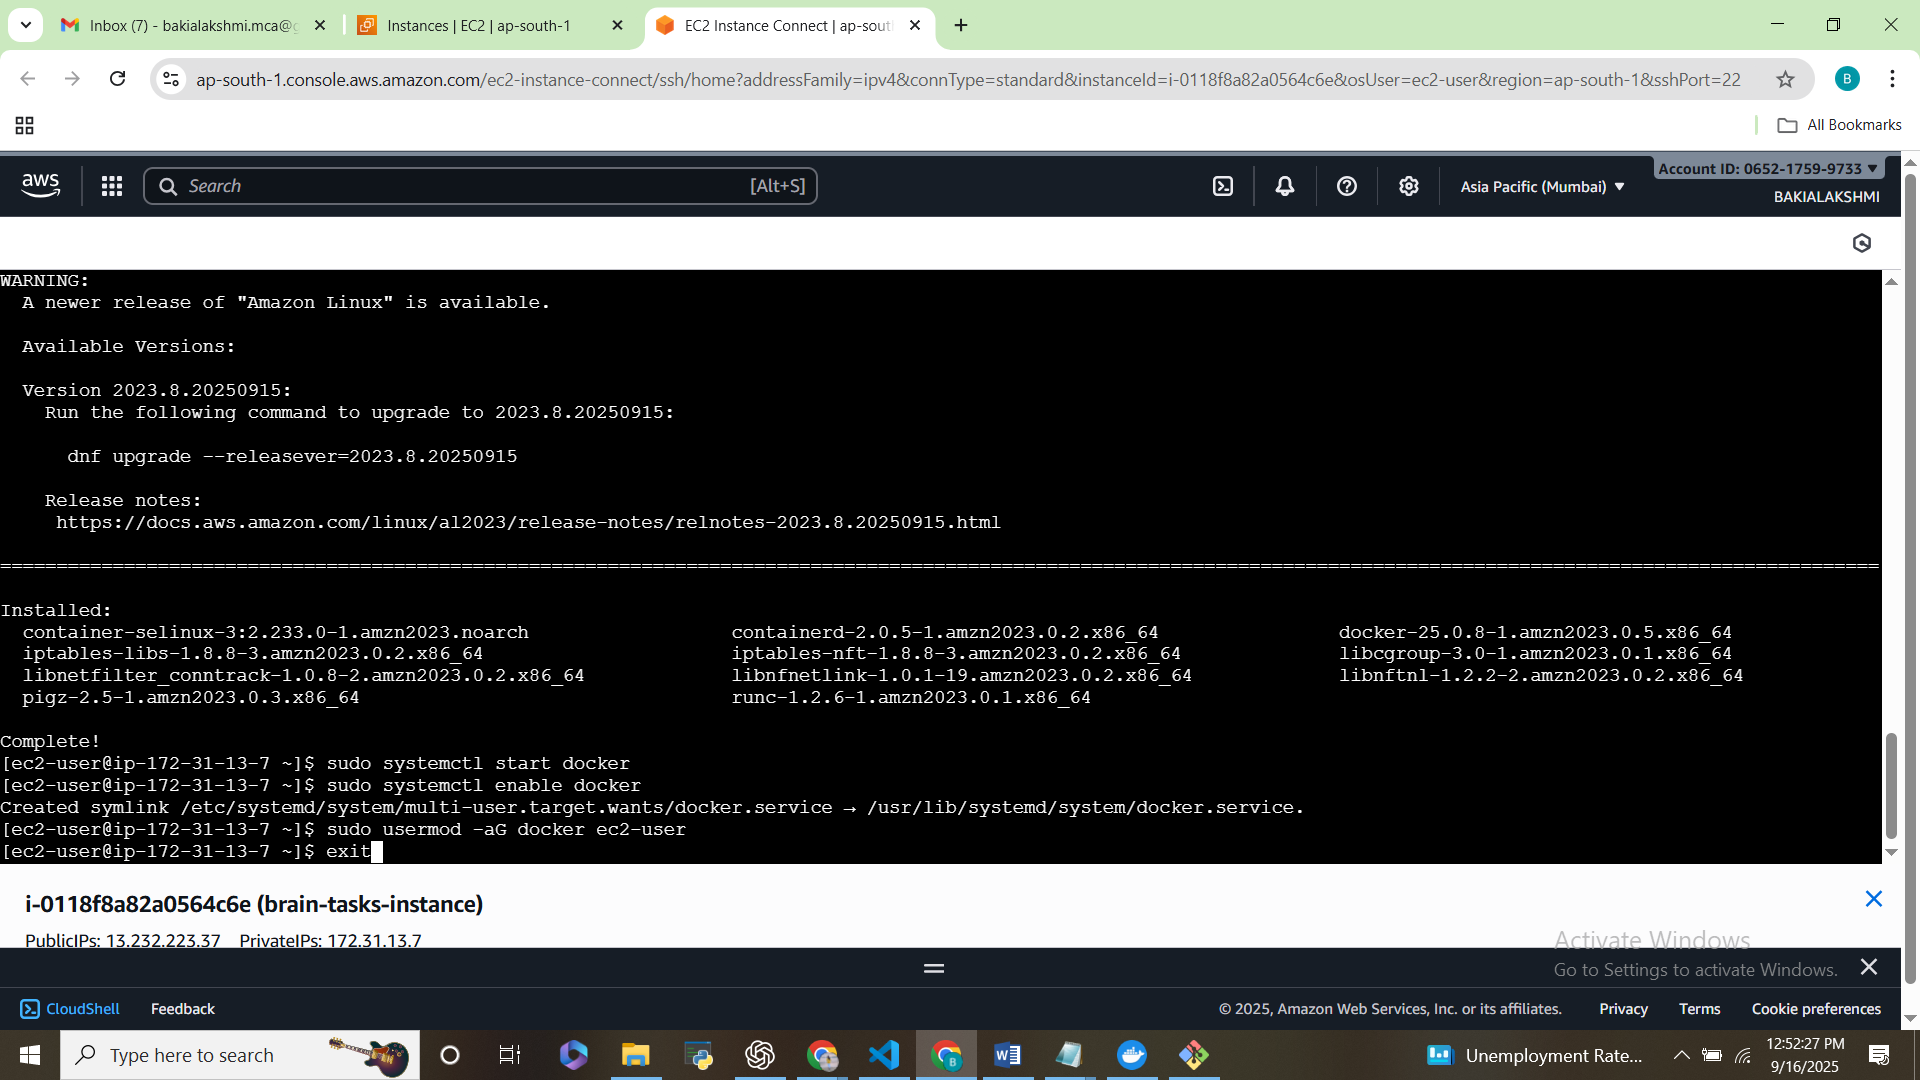 Inbox (7) - bakialakshmi.mca@g
Instances | EC2 | ap-south-1
EC2 Instance Connect | ap-sout
ap-south-1.console.aws.amazon.com/ec2-instance-connect/ssh/home?addressFamily=ipv4&connType=standard&instanceId=i-0118f8a82a0564c6e&osUser=ec2-user&region=ap-south-1&sshPort=22
B
All Bookmarks
aws
Search
[Alt+S]
Asia Pacific (Mumbai)
Account ID: 0652-1759-9733
BAKIALAKSHMI
WARNING:
A newer release of "Amazon Linux" is available.
Available Versions:
Version 2023.8.20250915:
Run the following command to upgrade to 2023.8.20250915:
dnf upgrade --releasever=2023.8.20250915
Release notes:
https://docs.aws.amazon.com/linux/al2023/release-notes/relnotes-2023.8.20250915.html
Installed:
container-selinux-3:2.233.0-1.amzn2023.noarch containerd-2.0.5-1.amzn2023.0.2.x86_64 docker-25.0.8-1.amzn2023.0.5.x86_64
iptables-libs-1.8.8-3.amzn2023.0.2.x86_64 iptables-nft-1.8.8-3.amzn2023.0.2.x86_64 libcgroup-3.0-1.amzn2023.0.1.x86_64
libnetfilter_conntrack-1.0.8-2.amzn2023.0.2.x86_64 libnfnetlink-1.0.1-19.amzn2023.0.2.x86_64 libnftnl-1.2.2-2.amzn2023.0.2.x86_64
pigz-2.5-1.amzn2023.0.3.x86_64 runc-1.2.6-1.amzn2023.0.1.x86_64
Complete!
[ec2-user@ip-172-31-13-7 ~]$ sudo systemctl start docker
[ec2-user@ip-172-31-13-7 ~]$ sudo systemctl enable docker
Created symlink /etc/systemd/system/multi-user.target.wants/docker.service → /usr/lib/systemd/system/docker.service.
[ec2-user@ip-172-31-13-7 ~]$ sudo usermod -aG docker ec2-user
[ec2-user@ip-172-31-13-7 ~]$ exit
i-0118f8a82a0564c6e (brain-tasks-instance)
PublicIPs: 13.232.223.37 PrivateIPs: 172.31.13.7
Activate Windows
Go to Settings to activate Windows.
CloudShell
Feedback
© 2025, Amazon Web Services, Inc. or its affiliates.
Privacy
Terms
Cookie preferences
Type here to search
Unemployment Rate...
12:52:27 PM
9/16/2025